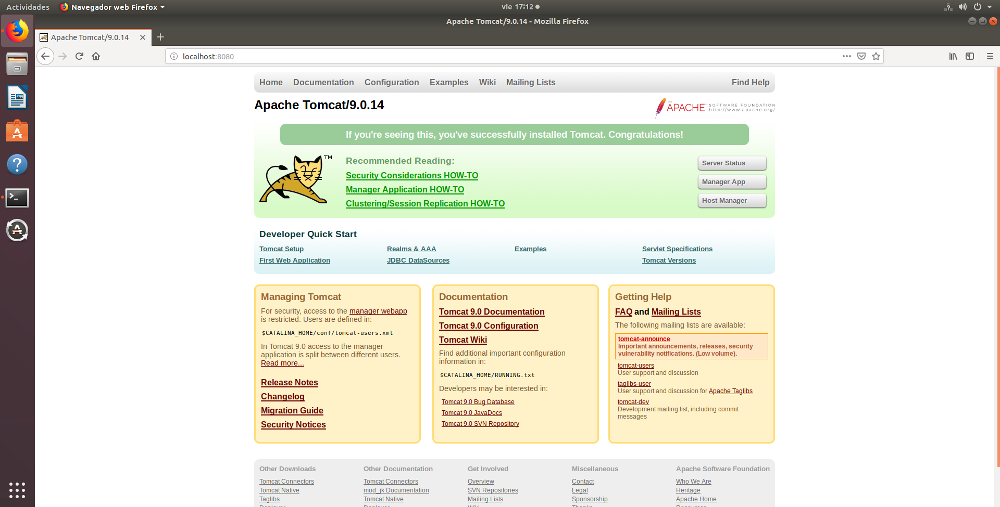 Actividades
Navegador web Firefox
vie 17:12
Apache Tomcat/9.0.14 - Mozilla Firefox
Apache Tomcat/9.0.14
localhost:8080
Home Documentation Configuration Examples Wiki Mailing Lists Find Help
Apache Tomcat/9.0.14
THE APACHE SOFTWARE FOUNDATION
http://www.apache.org/
If you're seeing this, you've successfully installed Tomcat. Congratulations!
TM
Recommended Reading:
Security Considerations HOW-TO
Manager Application HOW-TO
Clustering/Session Replication HOW-TO
Server Status
Manager App
Host Manager
Developer Quick Start
Tomcat Setup
First Web Application
Realms & AAA
JDBC DataSources
Examples
Servlet Specifications
Tomcat Versions
Managing Tomcat
For security, access to the manager webapp
is restricted. Users are defined in:
$CATALINA_HOME/conf/tomcat-users.xml
In Tomcat 9.0 access to the manager
application is split between different users.
Read more...
Release Notes
Changelog
Migration Guide
Security Notices
Documentation
Tomcat 9.0 Documentation
Tomcat 9.0 Configuration
Tomcat Wiki
Find additional important configuration
information in:
$CATALINA_HOME/RUNNING.txt
Developers may be interested in:
Tomcat 9.0 Bug Database
Tomcat 9.0 JavaDocs
Tomcat 9.0 SVN Repository
Getting Help
FAQ and Mailing Lists
The following mailing lists are available:
tomcat-announce
Important announcements, releases, security
vulnerability notifications. (Low volume).
tomcat-users
User support and discussion
taglibs-user
User support and discussion for Apache Taglibs
tomcat-dev
Development mailing list, including commit
messages
Other Downloads
Tomcat Connectors
Tomcat Native
Taglibs
Other Documentation
Tomcat Connectors
mod_jk Documentation
Tomcat Native
Get Involved
Overview
SVN Repositories
Mailing Lists
Miscellaneous
Contact
Legal
Sponsorship
Apache Software Foundation
Who We Are
Heritage
Apache Home